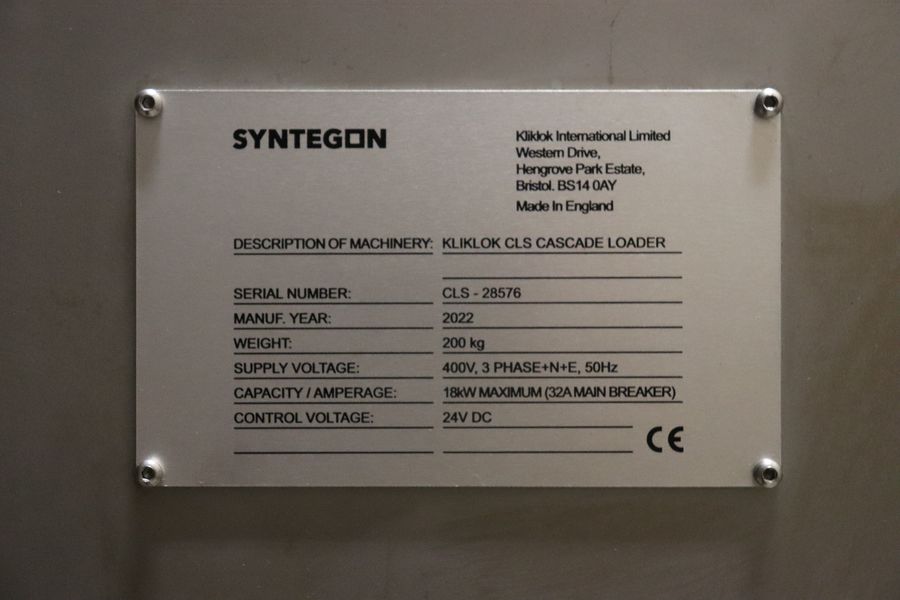 SYNTEGON
Kliklok International Limited
Western Drive,
Hengrove Park Estate,
Bristol. BS14 0AY
Made In England
DESCRIPTION OF MACHINERY: KLIKLOK CLS CASCADE LOADER
SERIAL NUMBER: CLS - 28576
MANUF. YEAR: 2022
WEIGHT: 200 kg
SUPPLY VOLTAGE: 400V, 3 PHASE+N+E, 50Hz
CAPACITY / AMPERAGE: 18kW MAXIMUM (32A MAIN BREAKER)
CONTROL VOLTAGE: 24V DC
CE